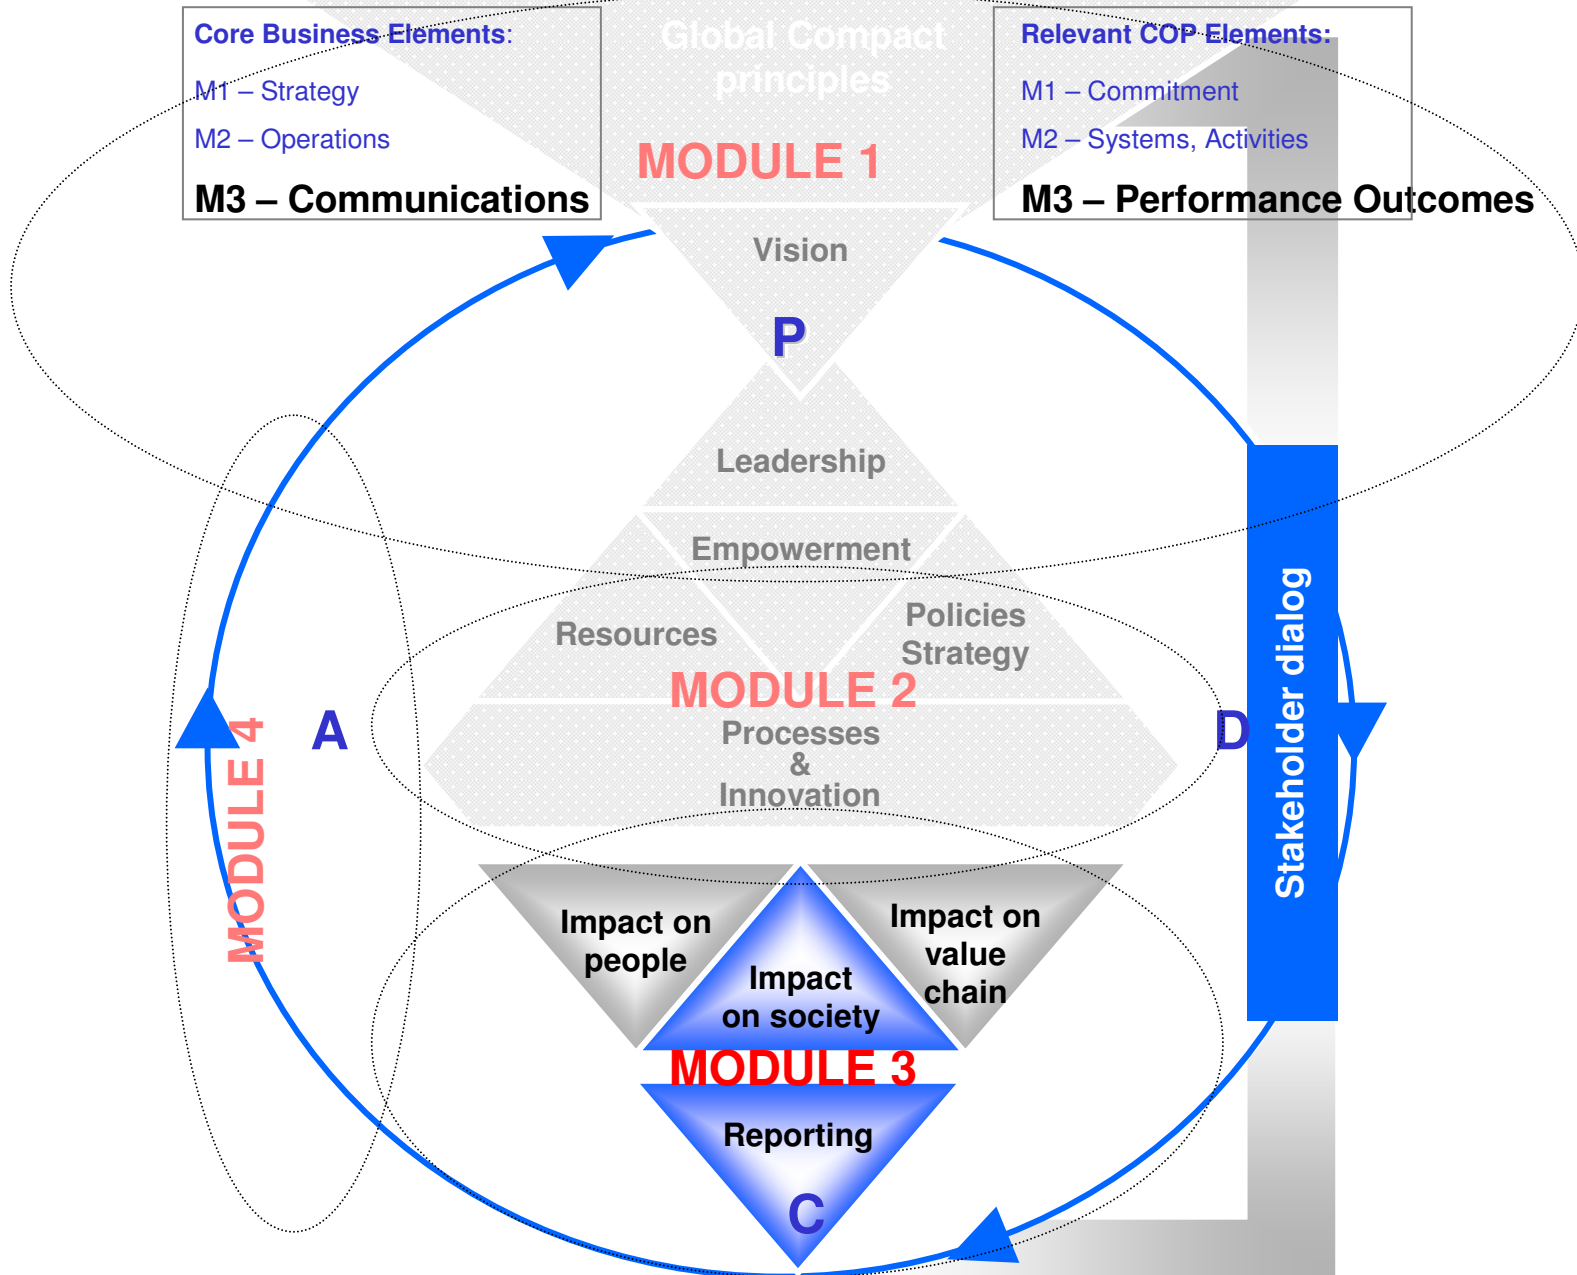 Core Business Elements:
M1 – Strategy
M2 – Operations
M3 – Communications
Global Compact
principles
Relevant COP Elements:
M1 – Commitment
M2 – Systems, Activities
M3 – Performance Outcomes
MODULE 1
Vision
P
Leadership
Empowerment
Resources
Policies
Strategy
MODULE 2
Processes
&
Innovation
A
D
MODULE 4
Stakeholder dialog
Impact on
people
Impact
on society
Impact on
value
chain
MODULE 3
Reporting
C